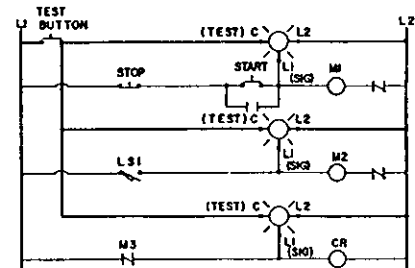 TEST
BUTTON
L1
L2
(TEST) C
L2
L1
(SIG)
STOP
START
M1
(TEST) C
L2
L1
(SIG)
LS1
M2
(TEST) C
L2
L1
(SIG)
M3
CR